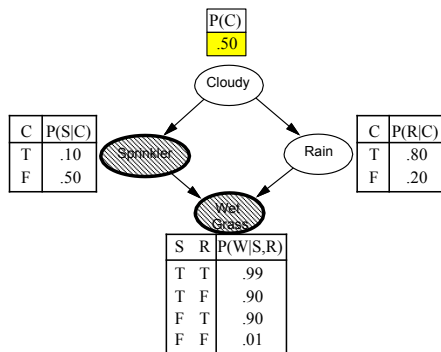 P(C)
.50
Cloudy
C P(S|C)
T .10
F .50
Sprinkler
Rain
C P(R|C)
T .80
F .20
Wet
Grass
S R P(W|S,R)
T T .99
T F .90
F T .90
F F .01